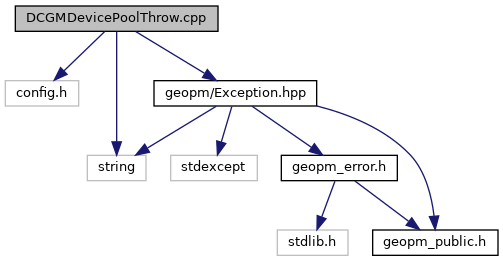 DCGMDevicePoolThrow.cpp
config.h
geopm/Exception.hpp
string
stdexcept
geopm_error.h
stdlib.h
geopm_public.h